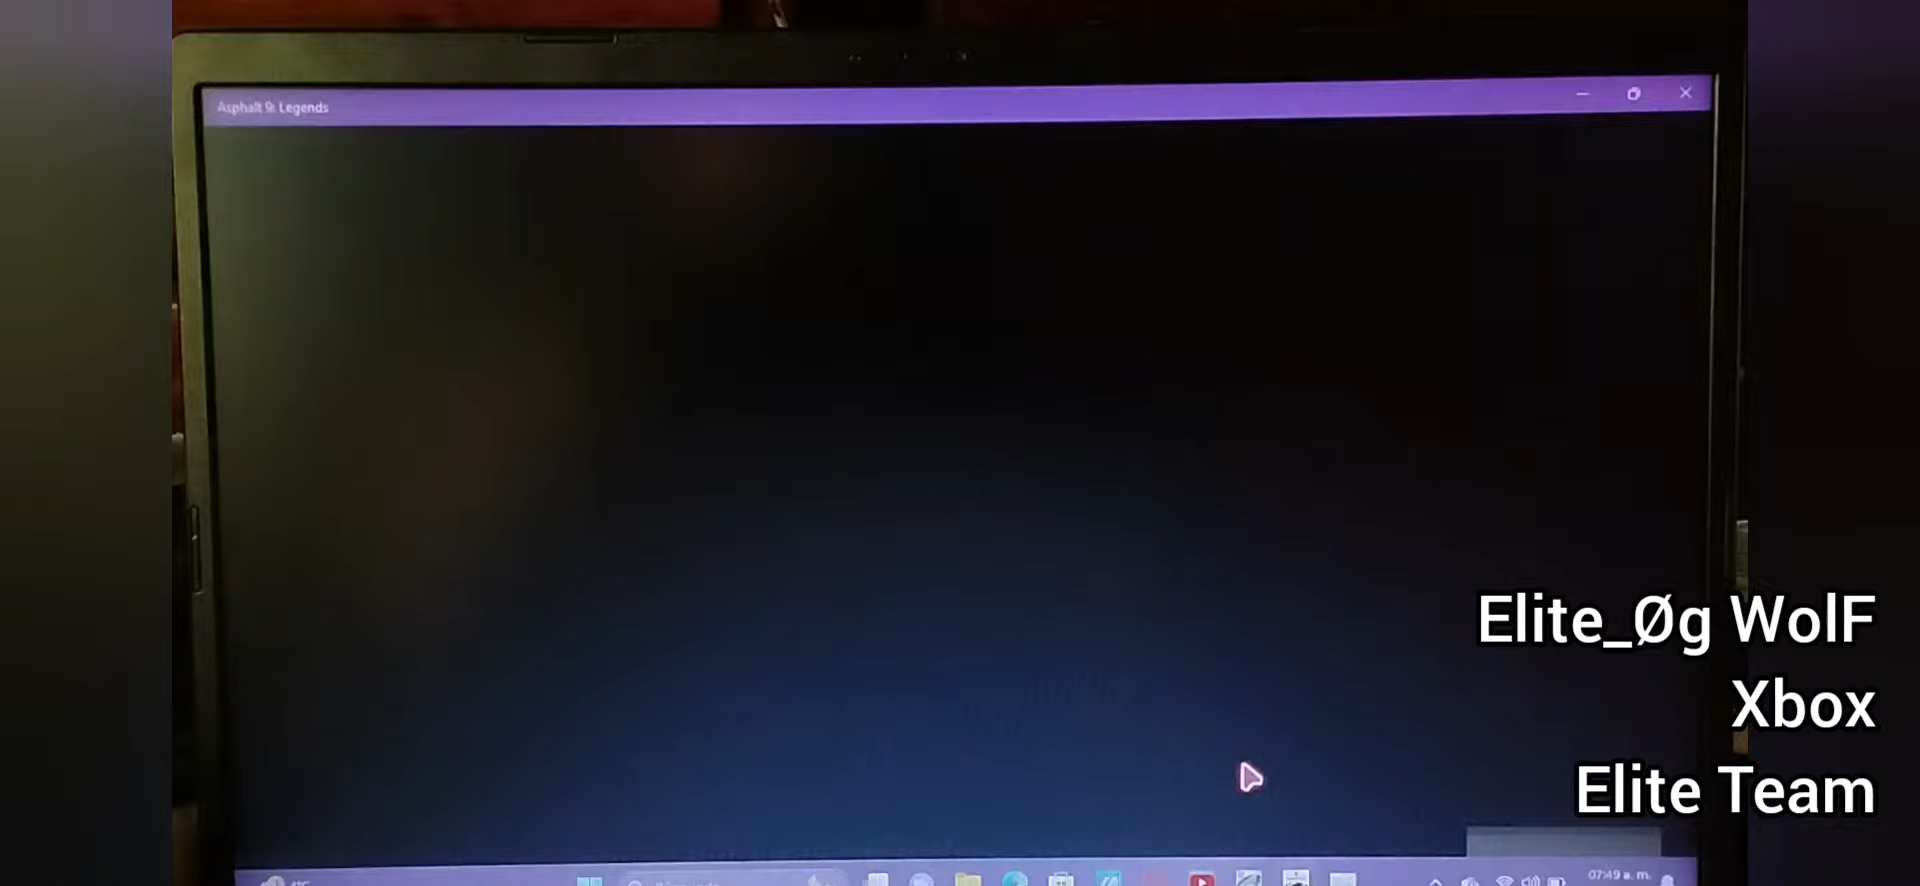 Asphalt 9: Legends
Elite_Øg WolF
Xbox
Elite Team
07:49 a. m.